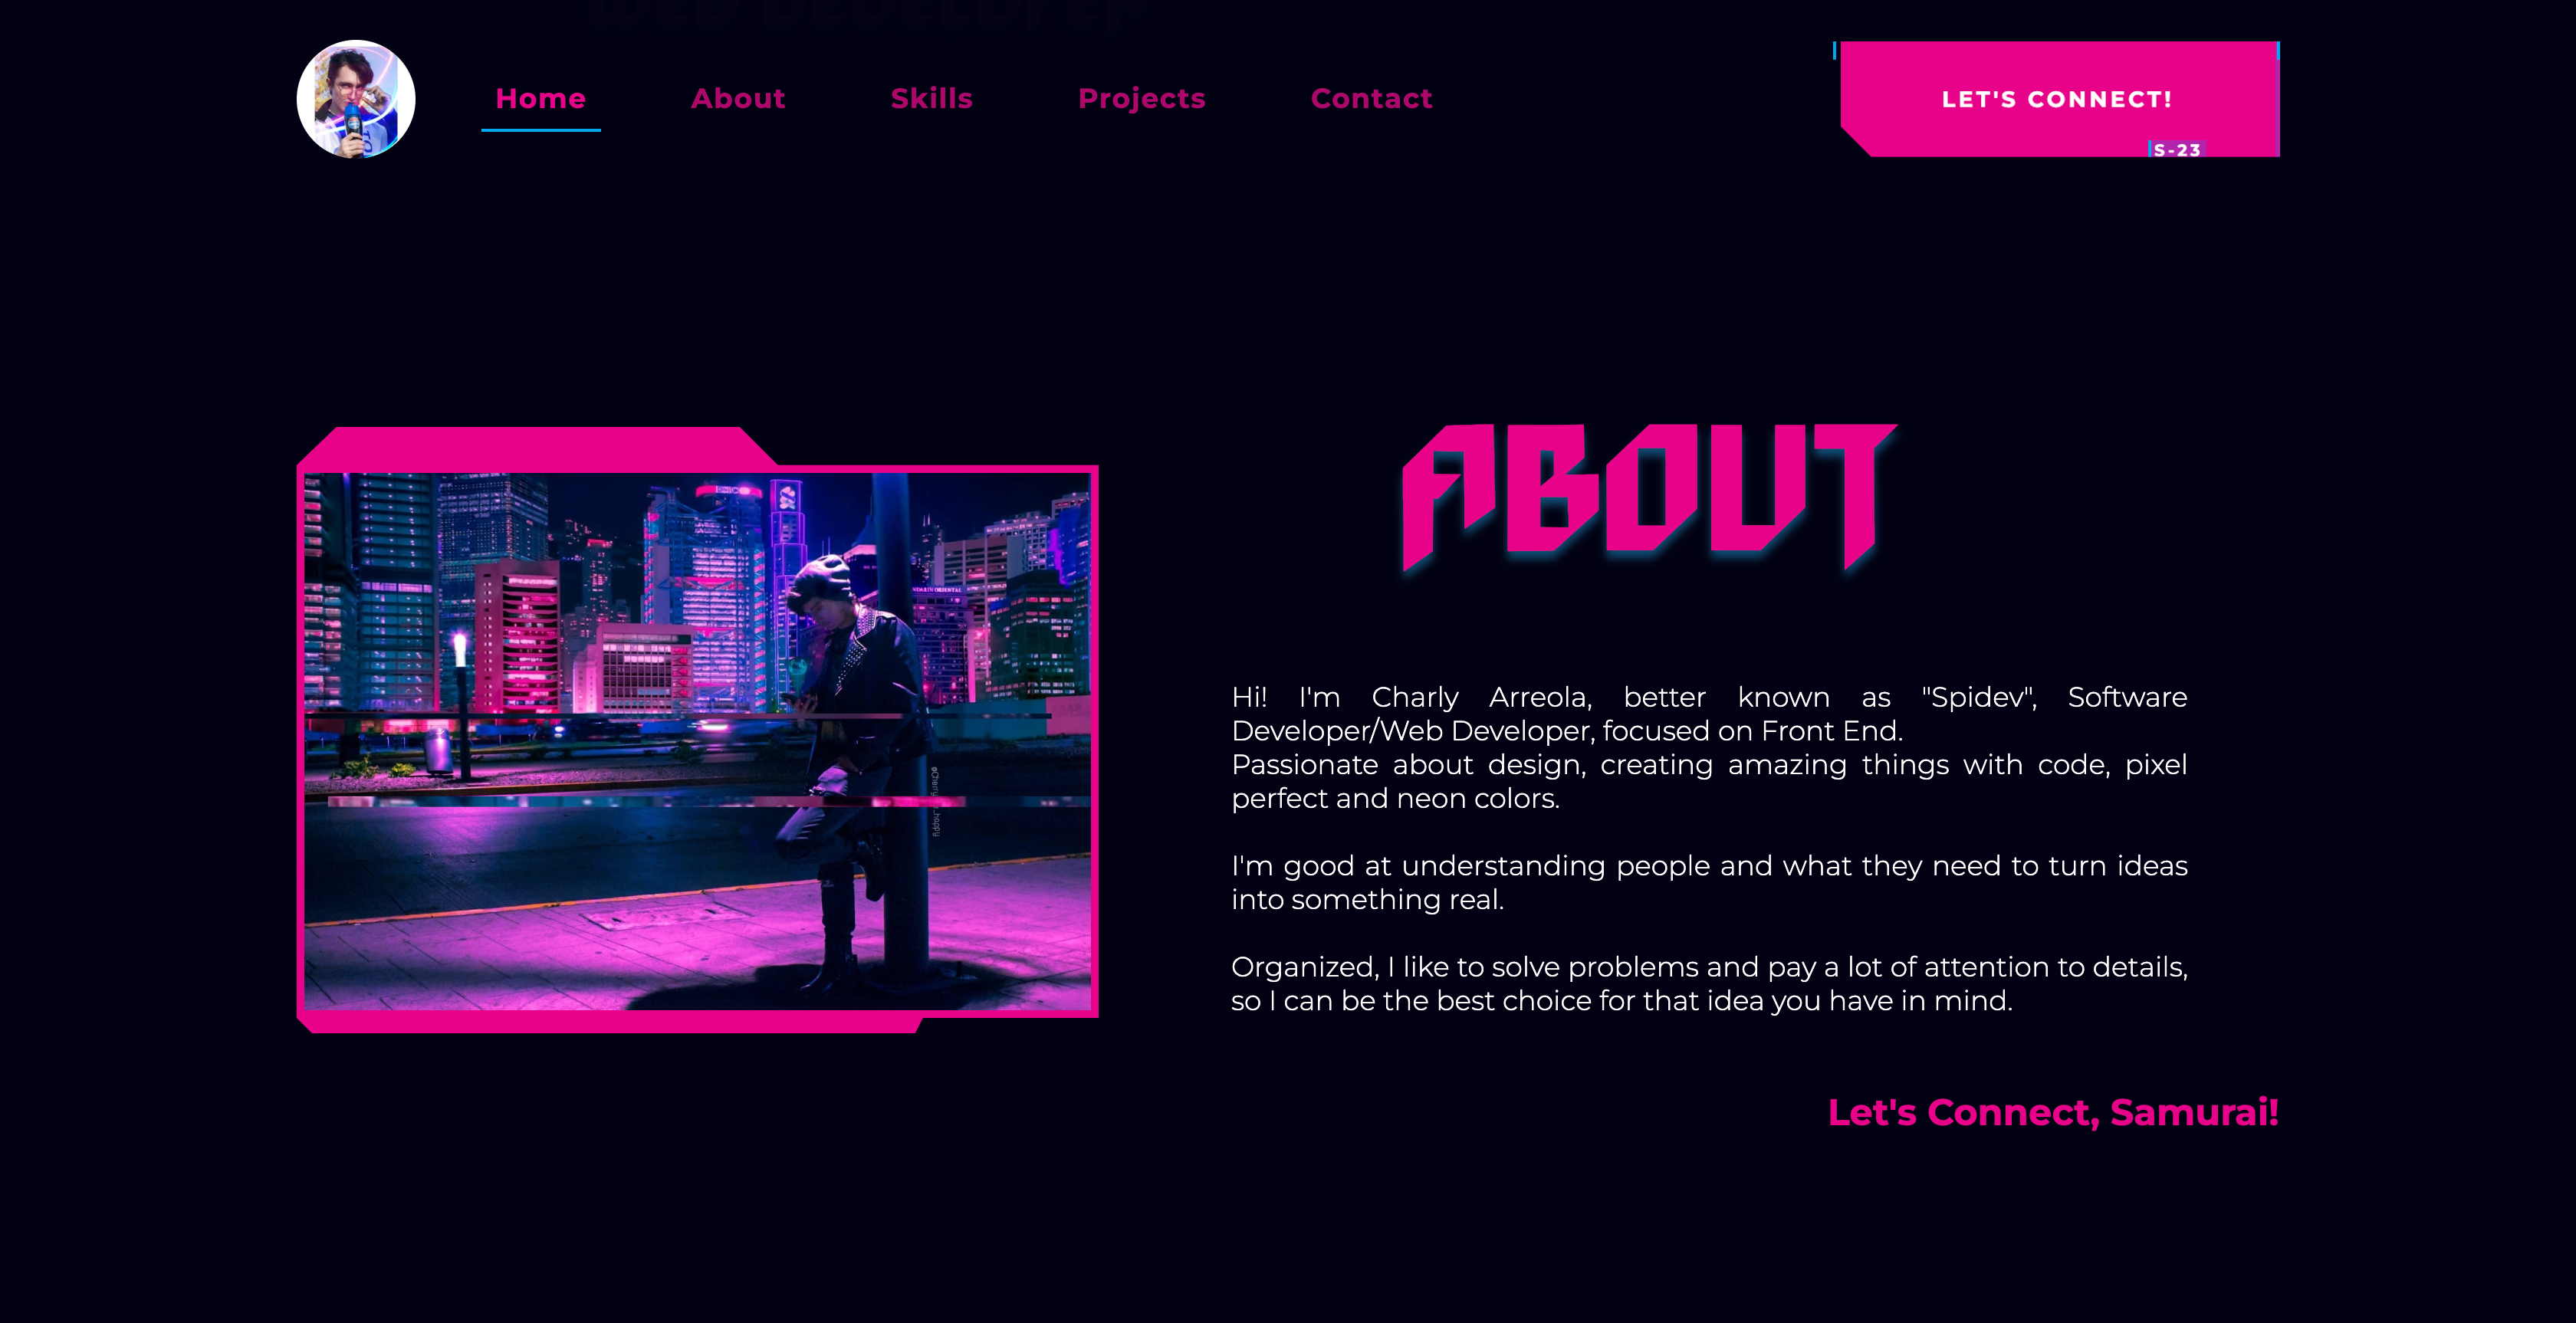 Home About Skills Projects Contact
LET'S CONNECT!
S-23
ABOUT
Hi! I'm Charly Arreola, better known as "Spidev", Software
Developer/Web Developer, focused on Front End.
Passionate about design, creating amazing things with code, pixel
perfect and neon colors.
I'm good at understanding people and what they need to turn ideas
into something real.
Organized, I like to solve problems and pay a lot of attention to details,
so I can be the best choice for that idea you have in mind.
Let's Connect, Samurai!